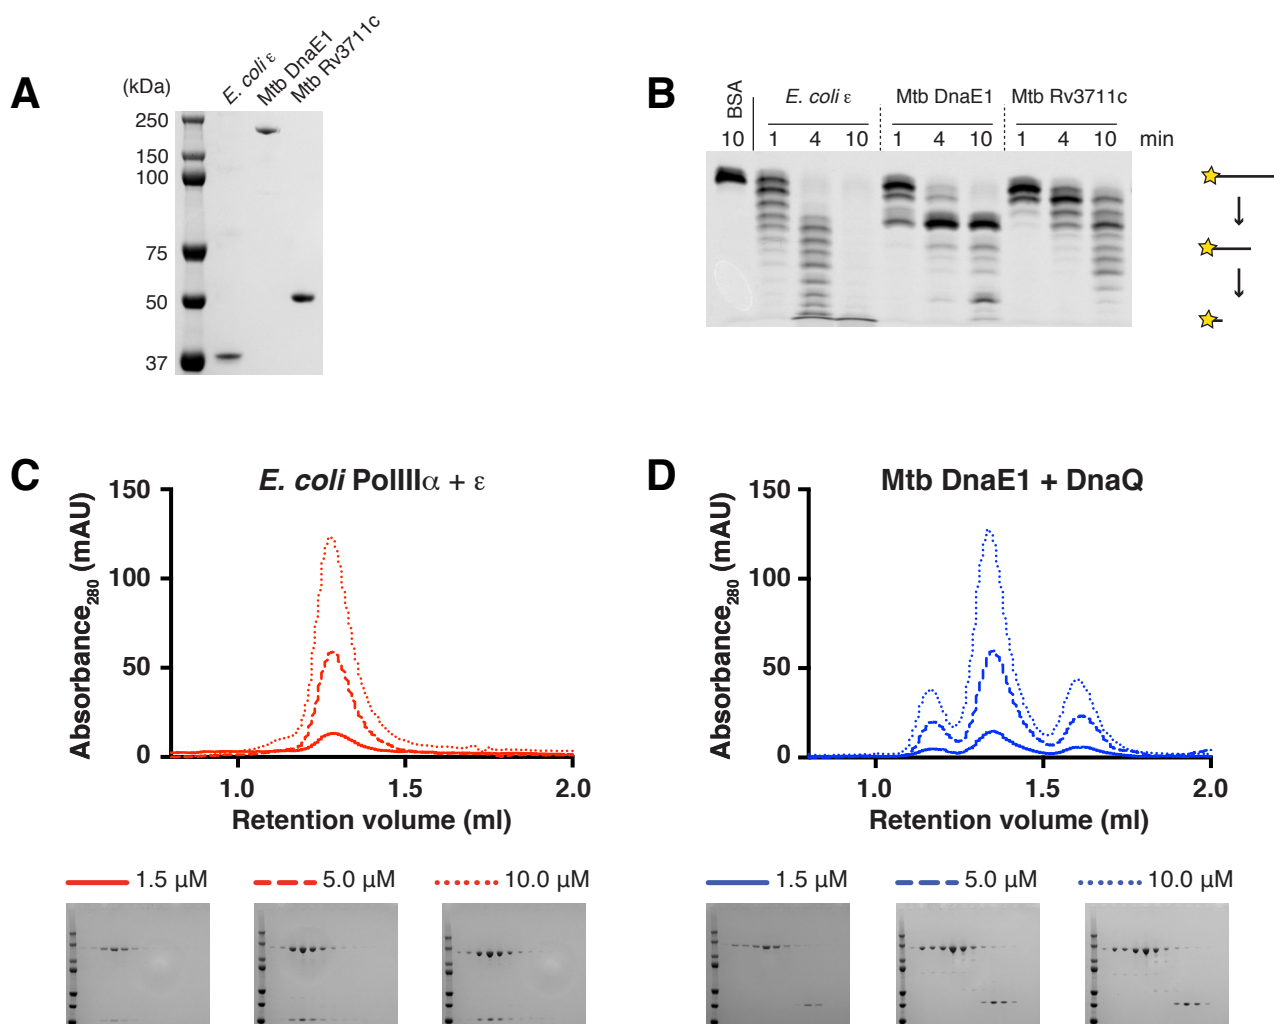 A
(kDa)
E. coli ε
Mtb DnaE1
Mtb Rv3711c
250
150
100
75
50
37
B
BSA
E. coli ε
Mtb DnaE1
Mtb Rv3711c
10 1 4 10 1 4 10 1 4 10 min
C
E. coli PolIIIα + ε
Absorbance280 (mAU)
150
100
50
0
1.0 1.5 2.0
Retention volume (ml)
1.5 µM 5.0 µM 10.0 µM
D
Mtb DnaE1 + DnaQ
Absorbance280 (mAU)
150
100
50
0
1.0 1.5 2.0
Retention volume (ml)
1.5 µM 5.0 µM 10.0 µM